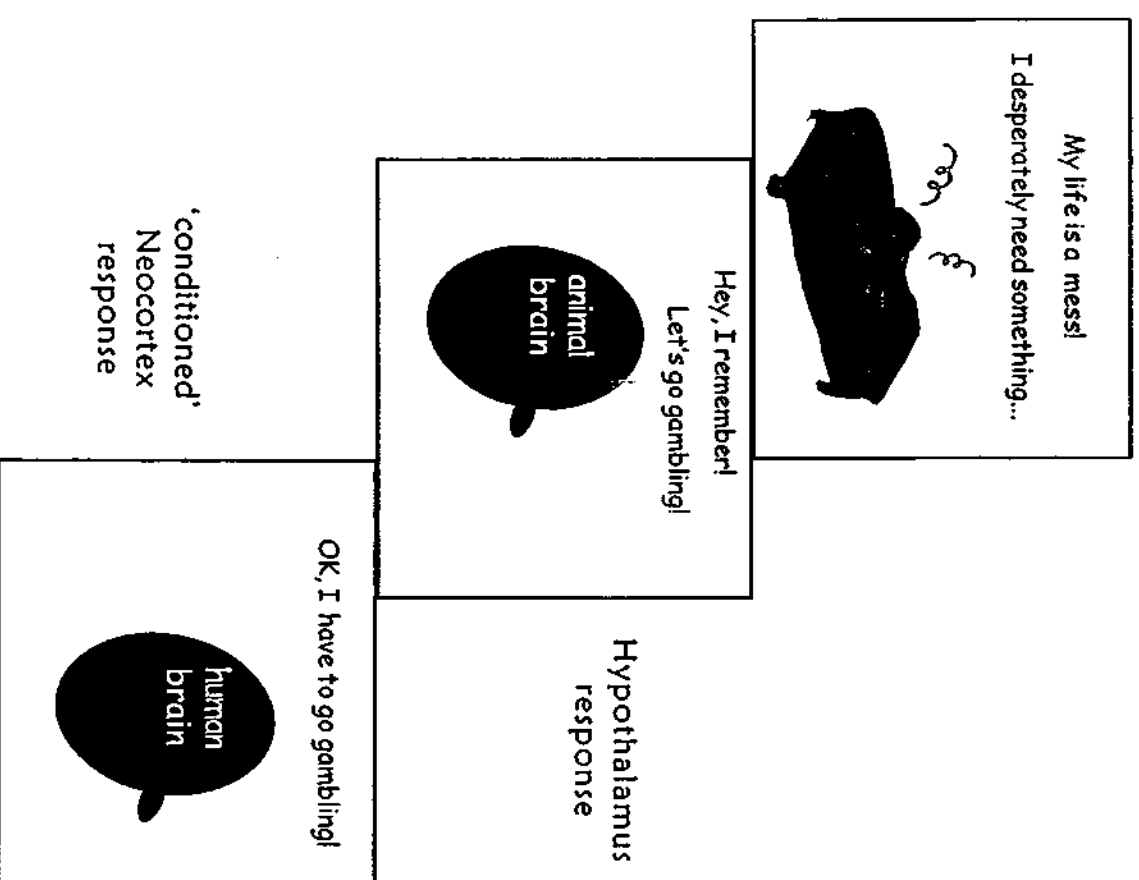 My life is a mess!
I desperately need something...
Hey, I remember!
Let's go gambling!
animal
brain
Hypothalamus
response
'conditioned'
Neocortex
response
OK, I have to go gambling!
human
brain